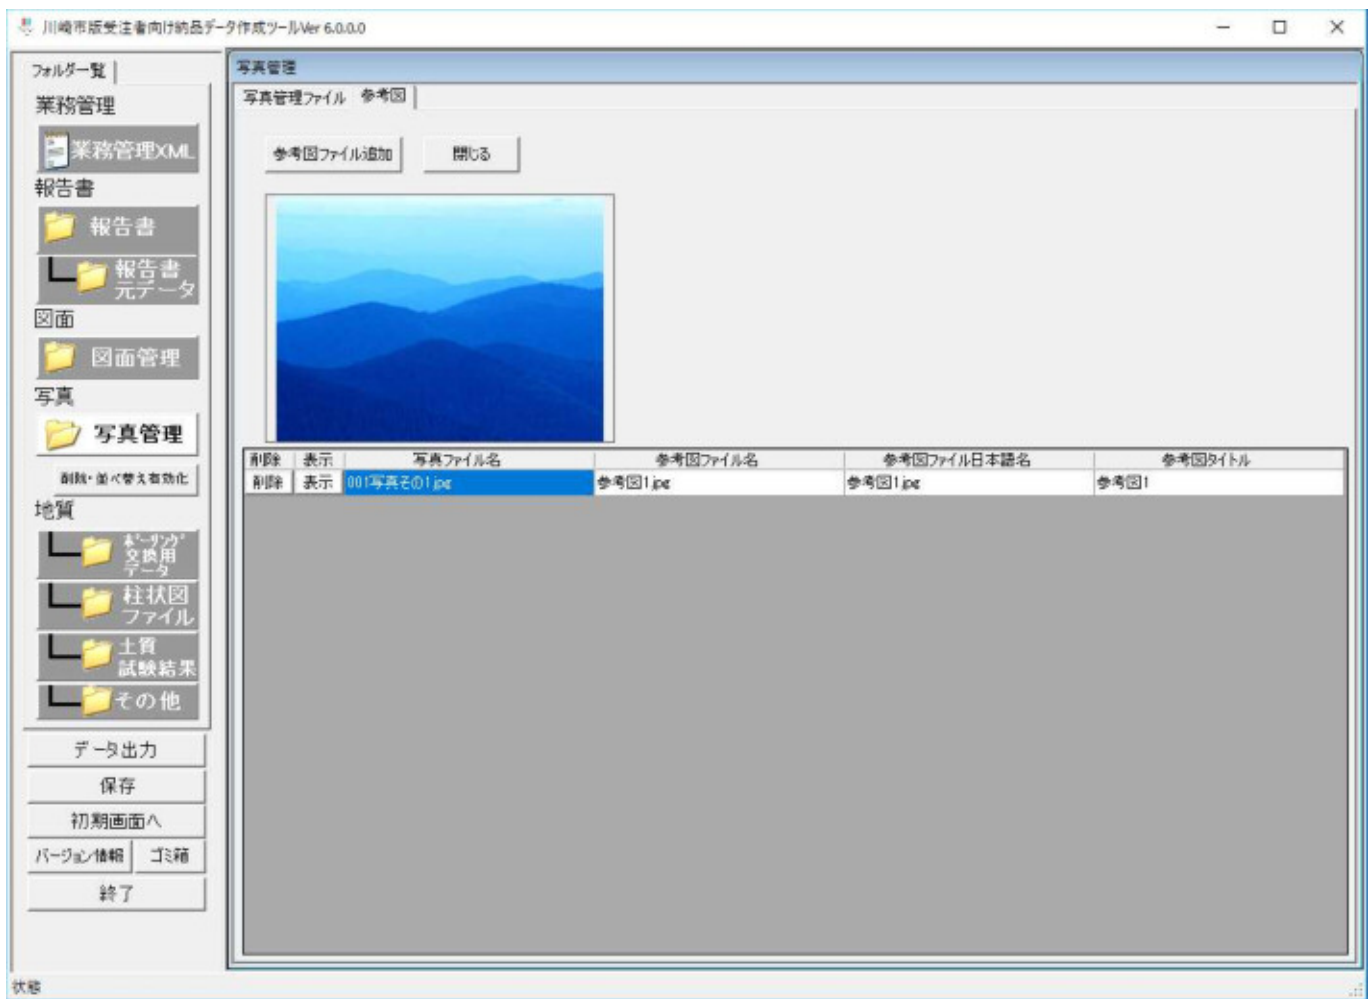 川崎市版受注者向け納品データ作成ツールVer 6.0.0.0
フォルダ一覧
業務管理
業務管理XML
報告書
報告書
報告書
元データ
図面
図面管理
写真
写真管理
削除・並べ替え有効化
地質
ボーリング
交換用
データ
柱状図
ファイル
土質
試験結果
その他
データ出力
保存
初期画面へ
バージョン情報 ゴミ箱
終了
写真管理
写真管理ファイル 参考図
参考図ファイル追加 閉じる
削除 表示 写真ファイル名 参考図ファイル名 参考図ファイル日本語名 参考図タイトル
削除 表示 001写真その1.jpg 参考図1.jpg 参考図1.jpg 参考図1
状態